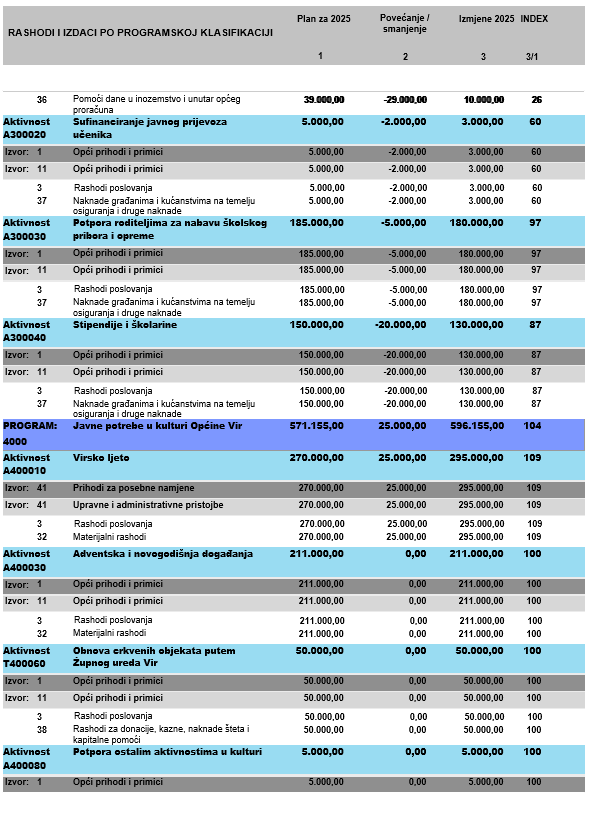 RASHODI I IZDACI PO PROGRAMSKOJ KLASIFIKACIJI Plan za 2025 Povećanje / smanjenje Izmjene 2025 INDEX
1 2 3 3/1
36 Pomoći dane u inozemstvo i unutar općeg proračuna 39.000,00 -29.000,00 10.000,00 26
Aktivnost A300020 Sufinanciranje javnog prijevoza učenika 5.000,00 -2.000,00 3.000,00 60
Izvor: 1 Opći prihodi i primici 5.000,00 -2.000,00 3.000,00 60
Izvor: 11 Opći prihodi i primici 5.000,00 -2.000,00 3.000,00 60
3 Rashodi poslovanja 5.000,00 -2.000,00 3.000,00 60
37 Naknade građanima i kućanstvima na temelju osiguranja i druge naknade 5.000,00 -2.000,00 3.000,00 60
Aktivnost A300030 Potpora roditeljima za nabavu školskog pribora i opreme 185.000,00 -5.000,00 180.000,00 97
Izvor: 1 Opći prihodi i primici 185.000,00 -5.000,00 180.000,00 97
Izvor: 11 Opći prihodi i primici 185.000,00 -5.000,00 180.000,00 97
3 Rashodi poslovanja 185.000,00 -5.000,00 180.000,00 97
37 Naknade građanima i kućanstvima na temelju osiguranja i druge naknade 185.000,00 -5.000,00 180.000,00 97
Aktivnost A300040 Stipendije i školarine 150.000,00 -20.000,00 130.000,00 87
Izvor: 1 Opći prihodi i primici 150.000,00 -20.000,00 130.000,00 87
Izvor: 11 Opći prihodi i primici 150.000,00 -20.000,00 130.000,00 87
3 Rashodi poslovanja 150.000,00 -20.000,00 130.000,00 87
37 Naknade građanima i kućanstvima na temelju osiguranja i druge naknade 150.000,00 -20.000,00 130.000,00 87
PROGRAM: 4000 Javne potrebe u kulturi Općine Vir 571.155,00 25.000,00 596.155,00 104
Aktivnost A400010 Virsko ljeto 270.000,00 25.000,00 295.000,00 109
Izvor: 41 Prihodi za posebne namjene 270.000,00 25.000,00 295.000,00 109
Izvor: 41 Upravne i administrativne pristojbe 270.000,00 25.000,00 295.000,00 109
3 Rashodi poslovanja 270.000,00 25.000,00 295.000,00 109
32 Materijalni rashodi 270.000,00 25.000,00 295.000,00 109
Aktivnost A400030 Adventska i novogodišnja događanja 211.000,00 0,00 211.000,00 100
Izvor: 1 Opći prihodi i primici 211.000,00 0,00 211.000,00 100
Izvor: 11 Opći prihodi i primici 211.000,00 0,00 211.000,00 100
3 Rashodi poslovanja 211.000,00 0,00 211.000,00 100
32 Materijalni rashodi 211.000,00 0,00 211.000,00 100
Aktivnost T400060 Obnova crkvenih objekata putem Župnog ureda Vir 50.000,00 0,00 50.000,00 100
Izvor: 1 Opći prihodi i primici 50.000,00 0,00 50.000,00 100
Izvor: 11 Opći prihodi i primici 50.000,00 0,00 50.000,00 100
3 Rashodi poslovanja 50.000,00 0,00 50.000,00 100
38 Rashodi za donacije, kazne, naknade šteta i kapitalne pomoći 50.000,00 0,00 50.000,00 100
Aktivnost A400080 Potpora ostalim aktivnostima u kulturi 5.000,00 0,00 5.000,00 100
Izvor: 1 Opći prihodi i primici 5.000,00 0,00 5.000,00 100